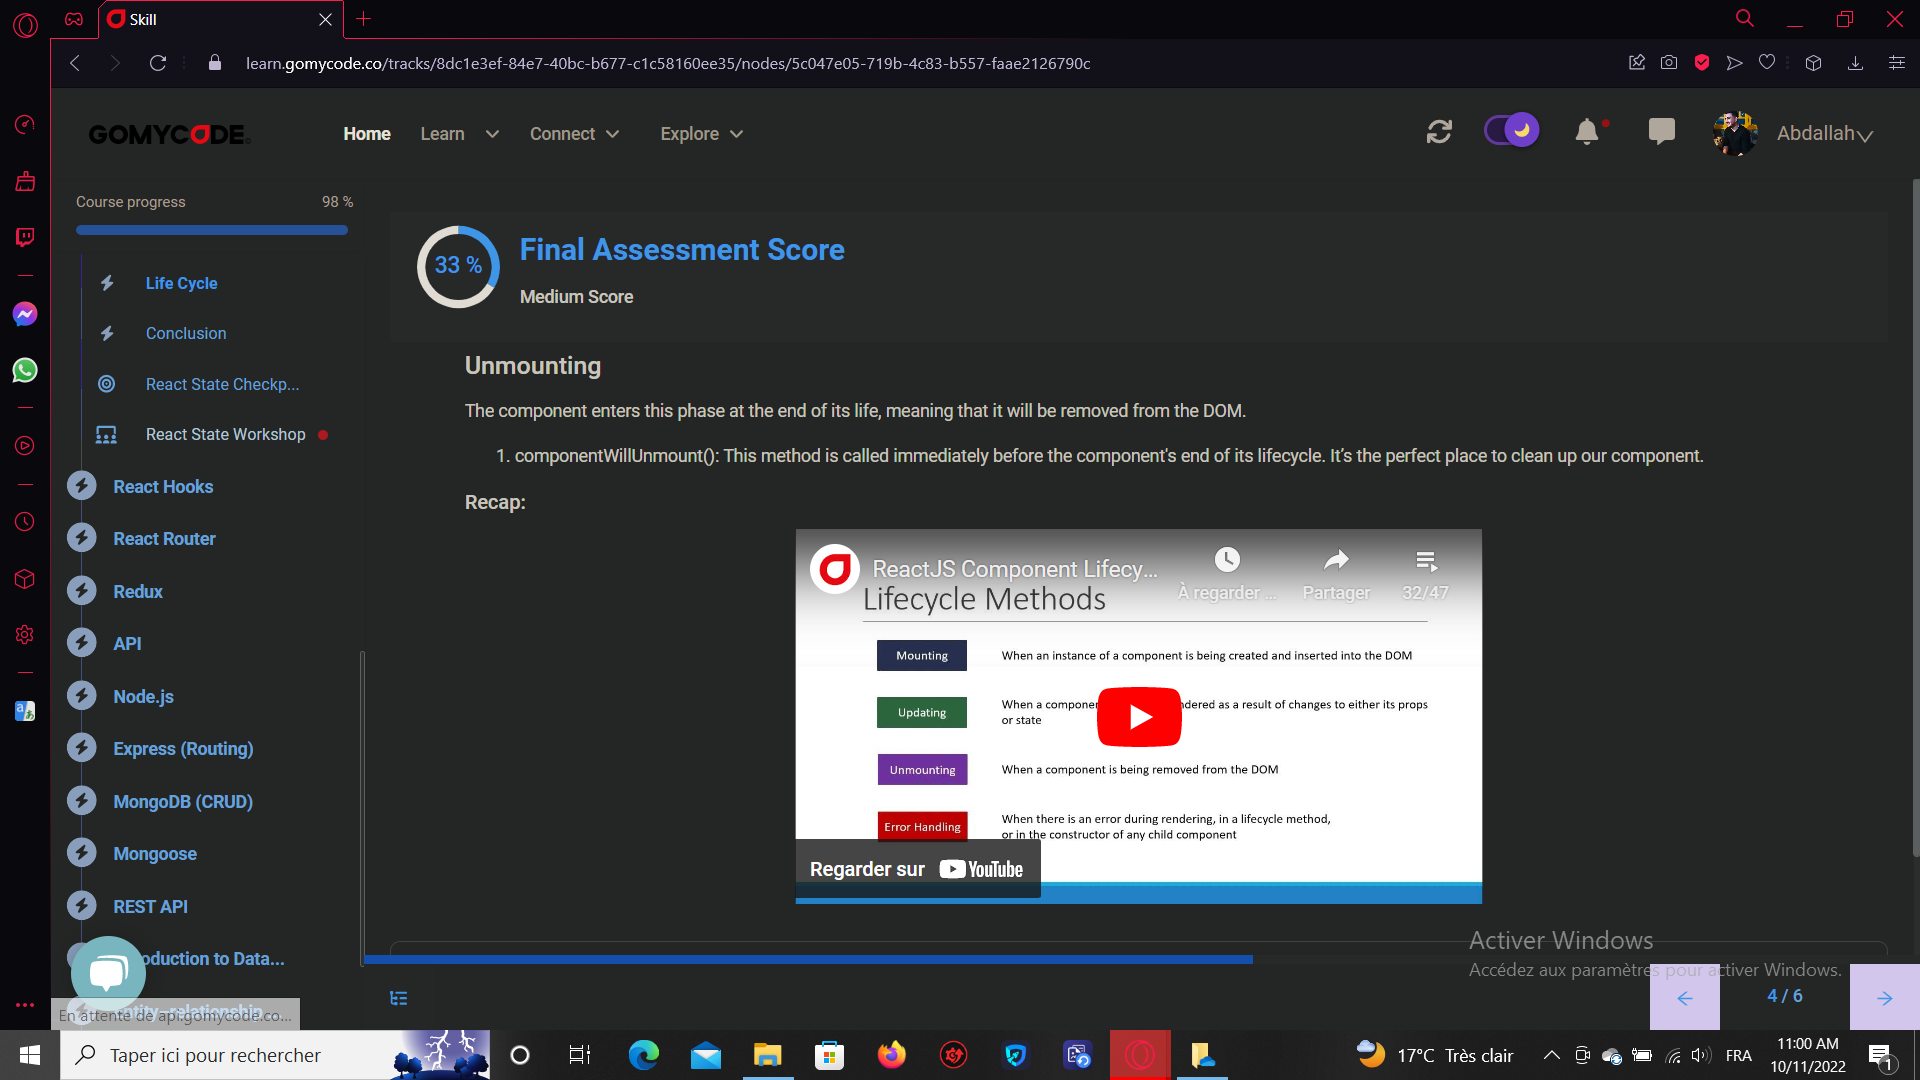 Skill
learn.gomycode.co/tracks/8dc1e3ef-84e7-40bc-b677-c1c58160ee35/nodes/5c047e05-719b-4c83-b557-faae2126790c
GOMYCODE
Home
Learn
Connect
Explore
Abdallah
Course progress
98 %
Life Cycle
Conclusion
React State Checkp...
React State Workshop
React Hooks
React Router
Redux
API
Node.js
Express (Routing)
MongoDB (CRUD)
Mongoose
REST API
oduction to Data...
entity–relationship ...
En attente de api.gomycode.co...
33 %
Final Assessment Score
Medium Score
Unmounting
The component enters this phase at the end of its life, meaning that it will be removed from the DOM.
1. componentWillUnmount(): This method is called immediately before the component's end of its lifecycle. It’s the perfect place to clean up our component.
Recap:
ReactJS Component Lifecy...
À regarder ...
Partager
32/47
Lifecycle Methods
Mounting
When an instance of a component is being created and inserted into the DOM
Updating
When a componen dered as a result of changes to either its props
or state
Unmounting
When a component is being removed from the DOM
Error Handling
When there is an error during rendering, in a lifecycle method,
or in the constructor of any child component
Regarder sur YouTube
Activer Windows
Accédez aux paramètres pour activer Windows.
4 / 6
Taper ici pour rechercher
17°C Très clair
FRA
11:00 AM
10/11/2022
1